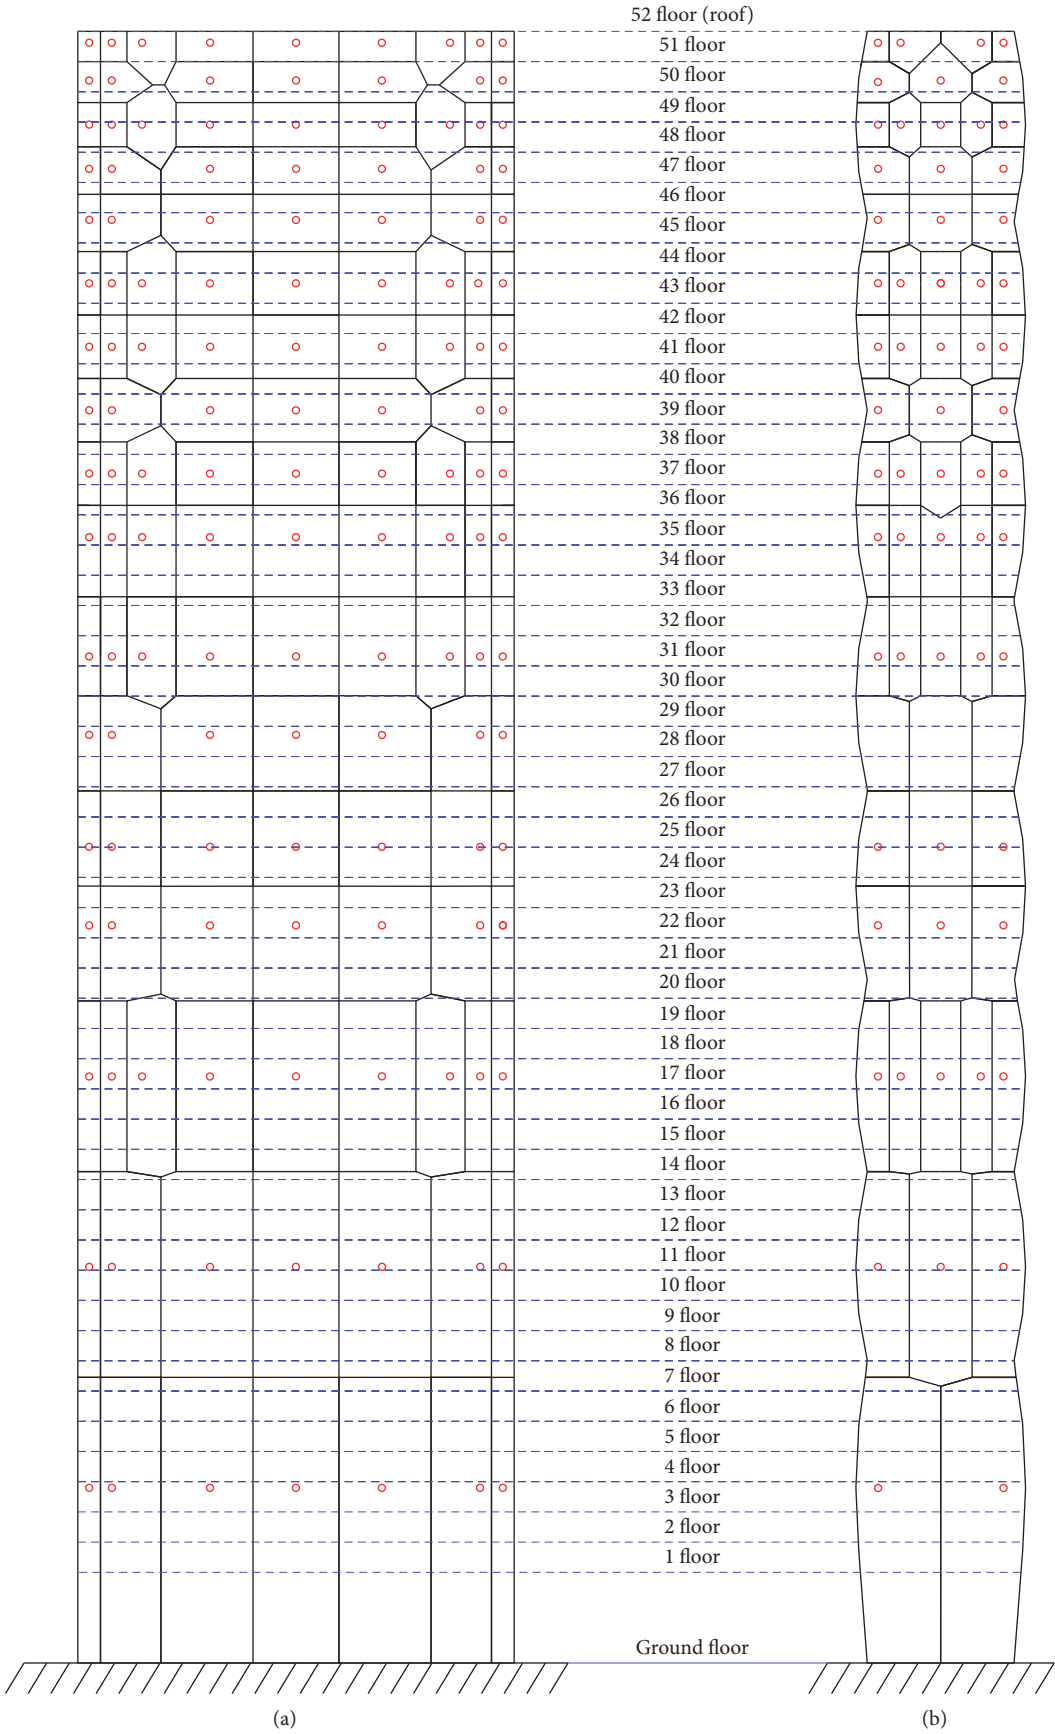 52 floor (roof)
51 floor
50 floor
49 floor
48 floor
47 floor
46 floor
45 floor
44 floor
43 floor
42 floor
41 floor
40 floor
39 floor
38 floor
37 floor
36 floor
35 floor
34 floor
33 floor
32 floor
31 floor
30 floor
29 floor
28 floor
27 floor
26 floor
25 floor
24 floor
23 floor
22 floor
21 floor
20 floor
19 floor
18 floor
17 floor
16 floor
15 floor
14 floor
13 floor
12 floor
11 floor
10 floor
9 floor
8 floor
7 floor
6 floor
5 floor
4 floor
3 floor
2 floor
1 floor
Ground floor
(a)
(b)